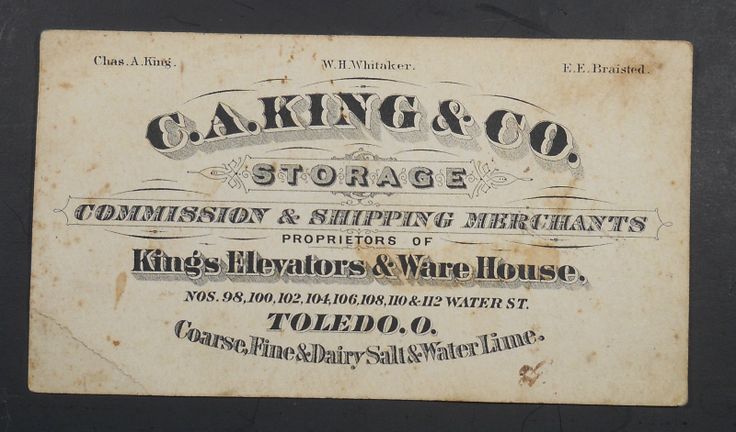 Chas. A. King. W. H. Whitaker. E. E. Braisted.
C. A. KING & CO.
STORAGE
COMMISSION & SHIPPING MERCHANTS
PROPRIETORS OF
Kings Elevators & Ware House.
NOS. 98, 100, 102, 104, 106, 108, 110 & 112 WATER ST.
TOLEDO. O.
Coarse, Fine & Dairy Salt & Water Lime.